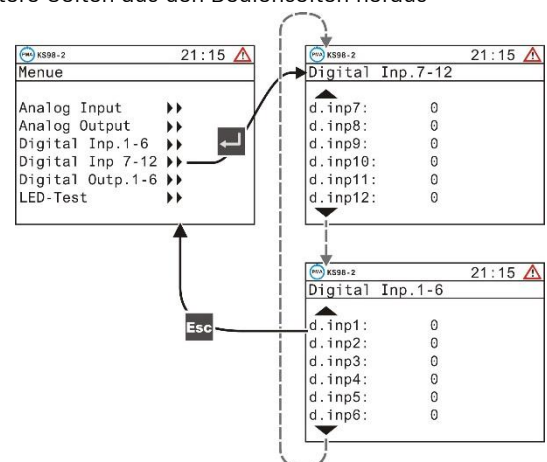 tere Seiten aus den Bedienseiten heraus
PMA KS98-2 21:15
Menue
Analog Input
Analog Output
Digital Inp.1-6
Digital Inp 7-12
Digital Outp.1-6
LED-Test
Esc
PMA KS98-2 21:15
Digital Inp.7-12
d.inp7: 0
d.inp8: 0
d.inp9: 0
d.inp10: 0
d.inp11: 0
d.inp12: 0
PMA KS98-2 21:15
Digital Inp.1-6
d.inp1: 0
d.inp2: 0
d.inp3: 0
d.inp4: 0
d.inp5: 0
d.inp6: 0